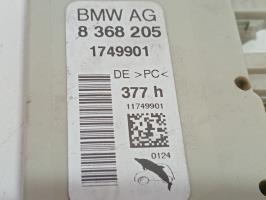 BMW AG
8 368 205
1749901
DE >PC<
377 h
11749901
0124